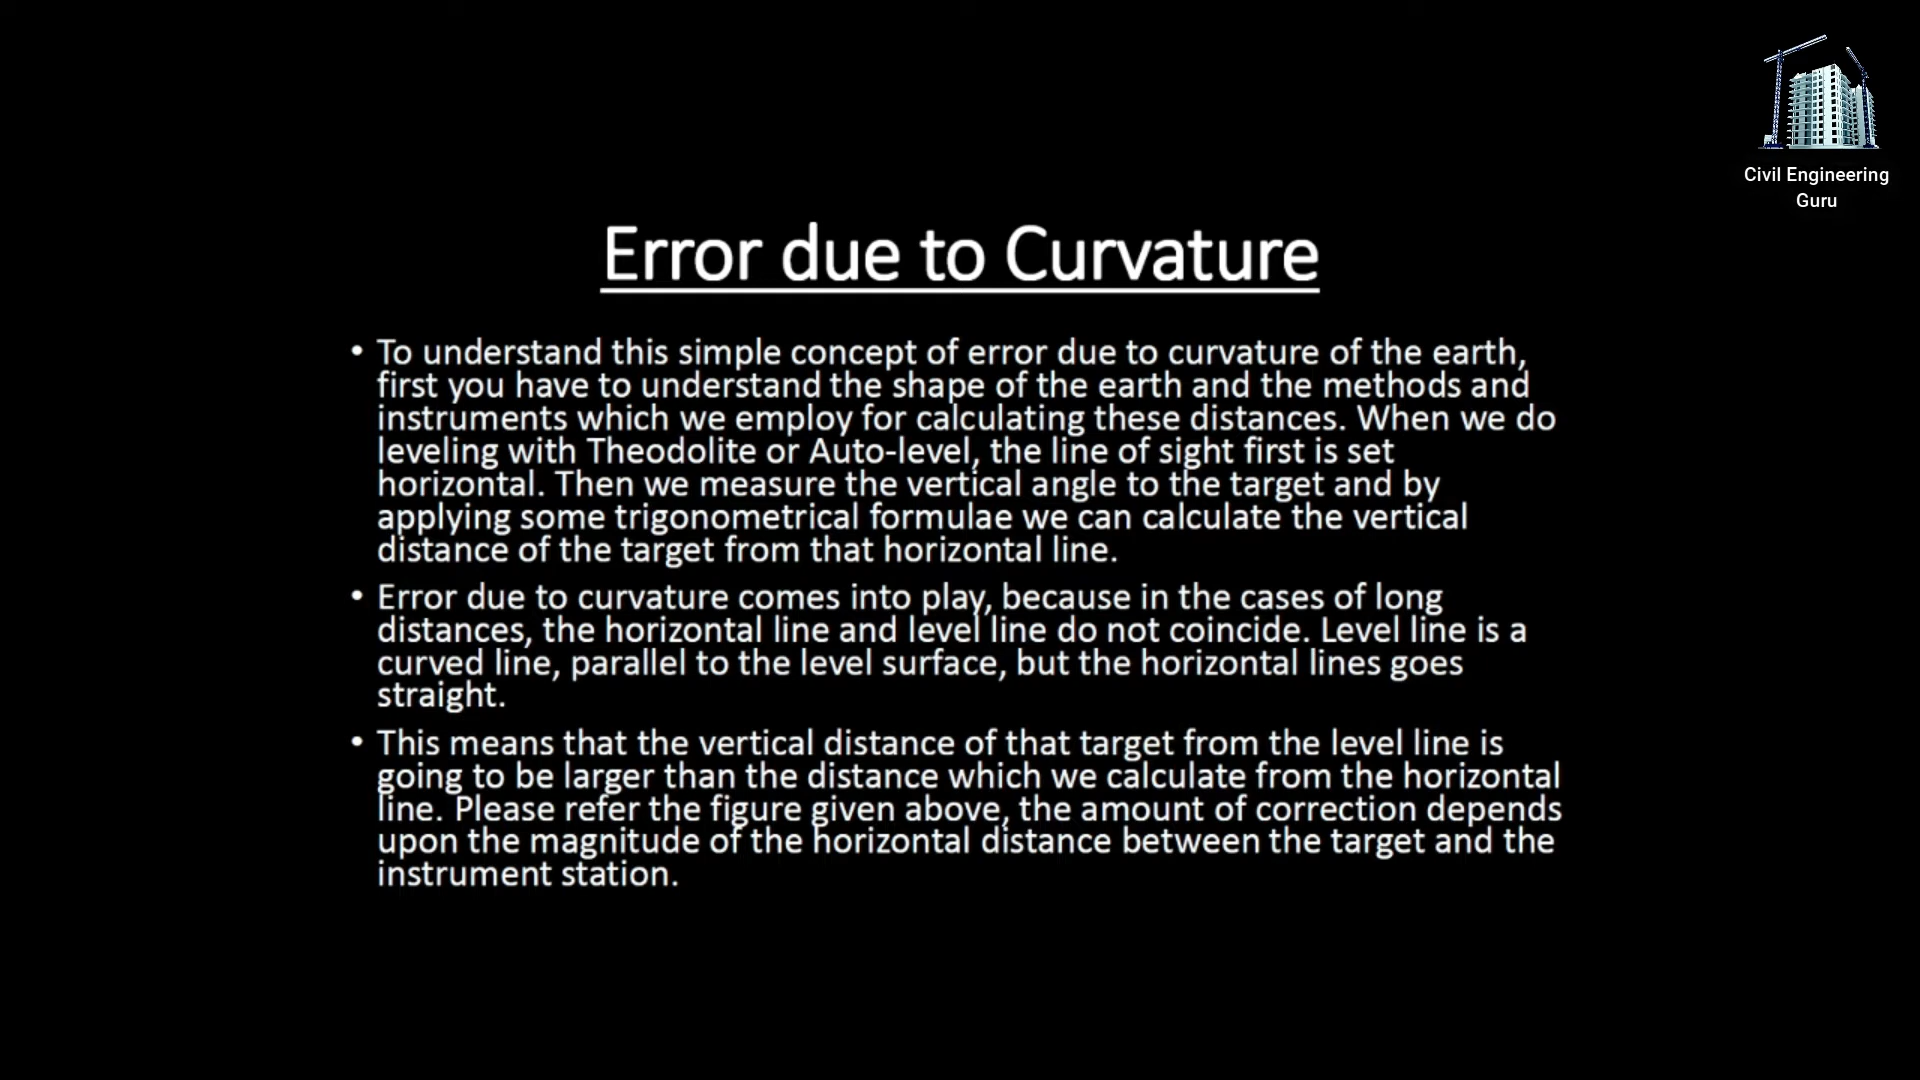 Civil Engineering
Guru
Error due to Curvature
• To understand this simple concept of error due to curvature of the earth,
first you have to understand the shape of the earth and the methods and
instruments which we employ for calculating these distances. When we do
leveling with Theodolite or Auto-level, the line of sight first is set
horizontal. Then we measure the vertical angle to the target and by
applying some trigonometrical formulae we can calculate the vertical
distance of the target from that horizontal line.
• Error due to curvature comes into play, because in the cases of long
distances, the horizontal line and level line do not coincide. Level line is a
curved line, parallel to the level surface, but the horizontal lines goes
straight.
• This means that the vertical distance of that target from the level line is
going to be larger than the distance which we calculate from the horizontal
line. Please refer the figure given above, the amount of correction depends
upon the magnitude of the horizontal distance between the target and the
instrument station.